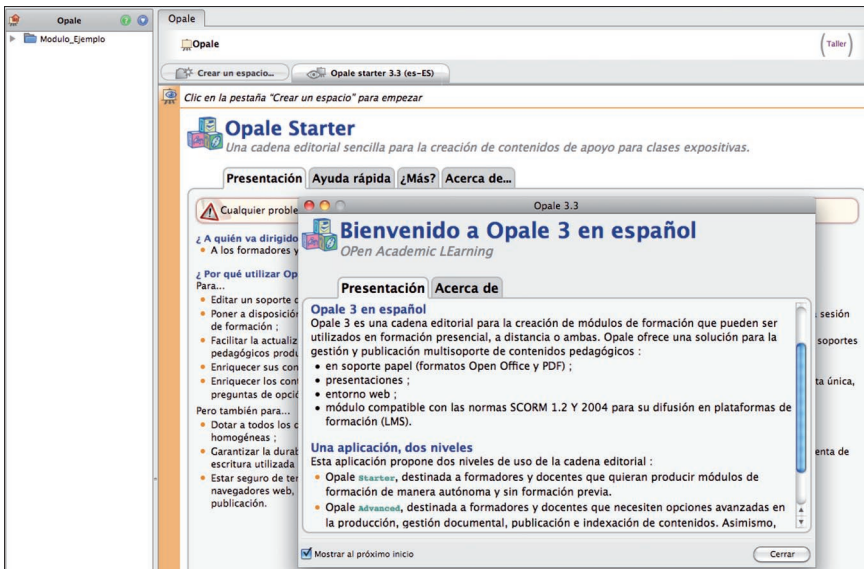 Opale
Modulo_Ejemplo
Opale
Opale
(Taller)
Crear un espacio...
Opale starter 3.3 (es-ES)
Clic en la pestaña "Crear un espacio" para empezar
Opale Starter
Una cadena editorial sencilla para la creación de contenidos de apoyo para clases expositivas.
Presentación Ayuda rápida ¿Más? Acerca de...
Cualquier proble
¿ A quién va dirigido
A los formadores y
¿ Por qué utilizar Op
Para...
Editar un soporte
Poner a disposición
sesión
de formación ;
Facilitar la actualiz
soportes
pedagógicos produ
Enriquecer sus con
Enriquecer los cont
ta única,
preguntas de opci
Pero también para...
Dotar a todos los
homogéneas ;
Garantizar la durab
enta de
escritura utilizada
Estar seguro de ter
navegadores web,
publicación.
Opale 3.3
Bienvenido a Opale 3 en español
OPen Academic LEarning
Presentación Acerca de
Opale 3 en español
Opale 3 es una cadena editorial para la creación de módulos de formación que pueden ser
utilizados en formación presencial, a distancia o ambas. Opale ofrece una solución para la
gestión y publicación multisoporte de contenidos pedagógicos :
• en soporte papel (formatos Open Office y PDF) ;
• presentaciones ;
• entorno web ;
• módulo compatible con las normas SCORM 1.2 Y 2004 para su difusión en plataformas de
formación (LMS).
Una aplicación, dos niveles
Esta aplicación propone dos niveles de uso de la cadena editorial :
• Opale Starter, destinada a formadores y docentes que quieran producir módulos de
formación de manera autónoma y sin formación previa.
• Opale Advanced, destinada a formadores y docentes que necesiten opciones avanzadas en
la producción, gestión documental, publicación e indexación de contenidos. Asimismo,
Mostrar al próximo inicio
Cerrar